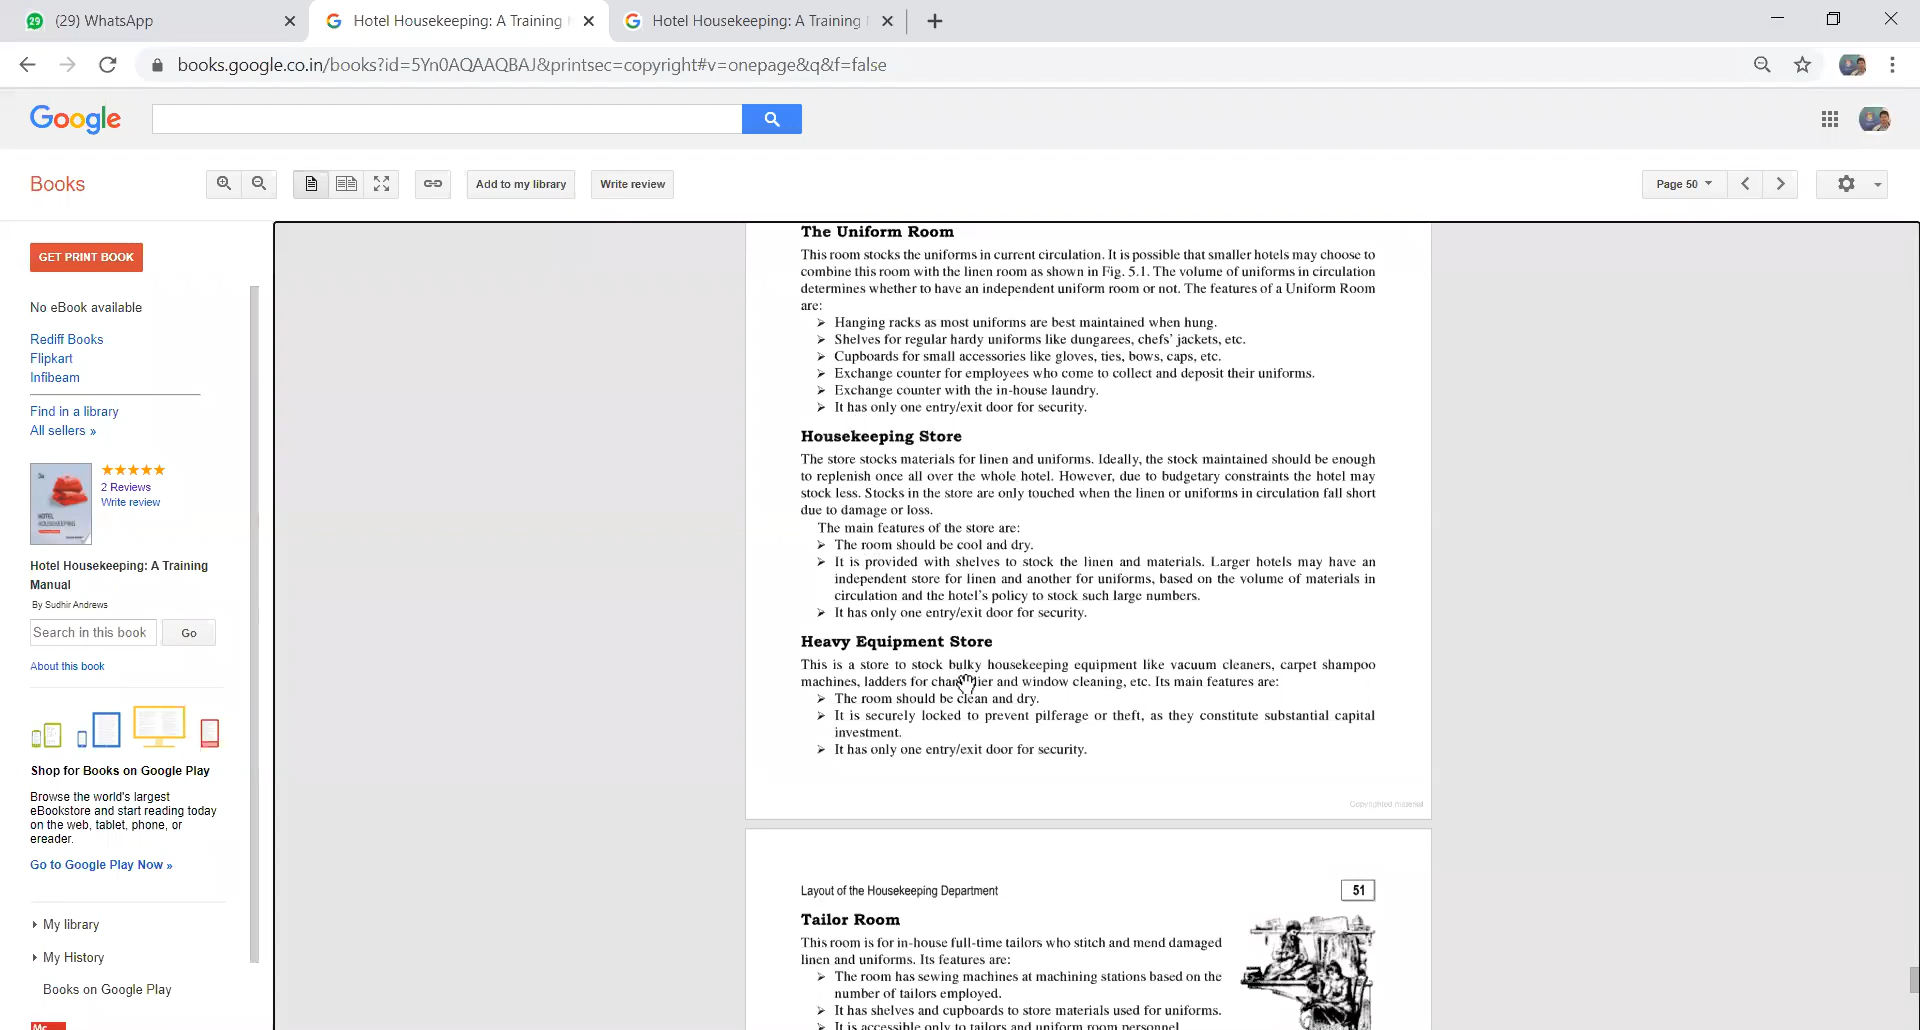 (29) WhatsApp
Hotel Housekeeping: A Training
Hotel Housekeeping: A Training
books.google.co.in/books?id=5Yn0AQAAQBAJ&printsec=copyright#v=onepage&q&f=false
Google
Books
Add to my library
Write review
Page 50
GET PRINT BOOK
No eBook available
Rediff Books
Flipkart
Infibeam
Find in a library
All sellers »
2 Reviews
Write review
HOTEL
HOUSEKEEPING
Hotel Housekeeping: A Training
Manual
By Sudhir Andrews
Search in this book
Go
About this book
Shop for Books on Google Play
Browse the world's largest
eBookstore and start reading today
on the web, tablet, phone, or
ereader.
Go to Google Play Now »
My library
My History
Books on Google Play
Mc
The Uniform Room
This room stocks the uniforms in current circulation. It is possible that smaller hotels may choose to
combine this room with the linen room as shown in Fig. 5.1. The volume of uniforms in circulation
determines whether to have an independent uniform room or not. The features of a Uniform Room
are:
➢ Hanging racks as most uniforms are best maintained when hung.
➢ Shelves for regular hardy uniforms like dungarees, chefs' jackets, etc.
➢ Cupboards for small accessories like gloves, ties, bows, caps, etc.
➢ Exchange counter for employees who come to collect and deposit their uniforms.
➢ Exchange counter with the in-house laundry.
➢ It has only one entry/exit door for security.
Housekeeping Store
The store stocks materials for linen and uniforms. Ideally, the stock maintained should be enough
to replenish once all over the whole hotel. However, due to budgetary constraints the hotel may
stock less. Stocks in the store are only touched when the linen or uniforms in circulation fall short
due to damage or loss.
The main features of the store are:
➢ The room should be cool and dry.
➢ It is provided with shelves to stock the linen and materials. Larger hotels may have an
independent store for linen and another for uniforms, based on the volume of materials in
circulation and the hotel's policy to stock such large numbers.
➢ It has only one entry/exit door for security.
Heavy Equipment Store
This is a store to stock bulky housekeeping equipment like vacuum cleaners, carpet shampoo
machines, ladders for chandelier and window cleaning, etc. Its main features are:
➢ The room should be clean and dry.
➢ It is securely locked to prevent pilferage or theft, as they constitute substantial capital
investment.
➢ It has only one entry/exit door for security.
Copyrighted material
Layout of the Housekeeping Department
51
Tailor Room
This room is for in-house full-time tailors who stitch and mend damaged
linen and uniforms. Its features are:
➢ The room has sewing machines at machining stations based on the
number of tailors employed.
➢ It has shelves and cupboards to store materials used for uniforms.
➢ It is accessible only to tailors and uniform room personnel